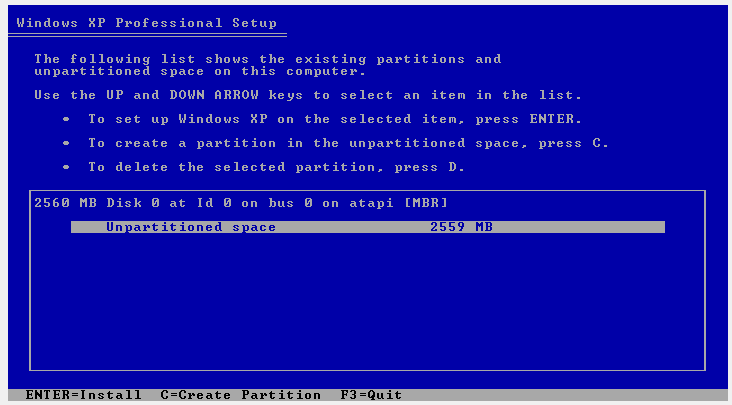 Windows XP Professional Setup
The following list shows the existing partitions and
unpartitioned space on this computer.
Use the UP and DOWN ARROW keys to select an item in the list.
• To set up Windows XP on the selected item, press ENTER.
• To create a partition in the unpartitioned space, press C.
• To delete the selected partition, press D.
2560 MB Disk 0 at Id 0 on bus 0 on atapi [MBR]
Unpartitioned space 2559 MB
ENTER=Install C=Create Partition F3=Quit